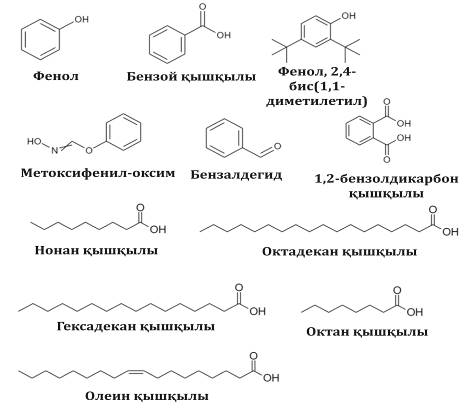 OH
O
OH
OH
Фенол
Бензой қышқылы
Фенол, 2,4-
бис(1,1-
диметилетил)
O
OH
OH
O
HO
N
O
O
Метоксифенил-оксим
Бензалдегид
1,2-бензолдикарбон
қышқылы
O
OH
Нонан қышқылы
O
OH
Октадекан қышқылы
O
OH
Гексадекан қышқылы
O
OH
Октан қышқылы
O
OH
Олеин қышқылы